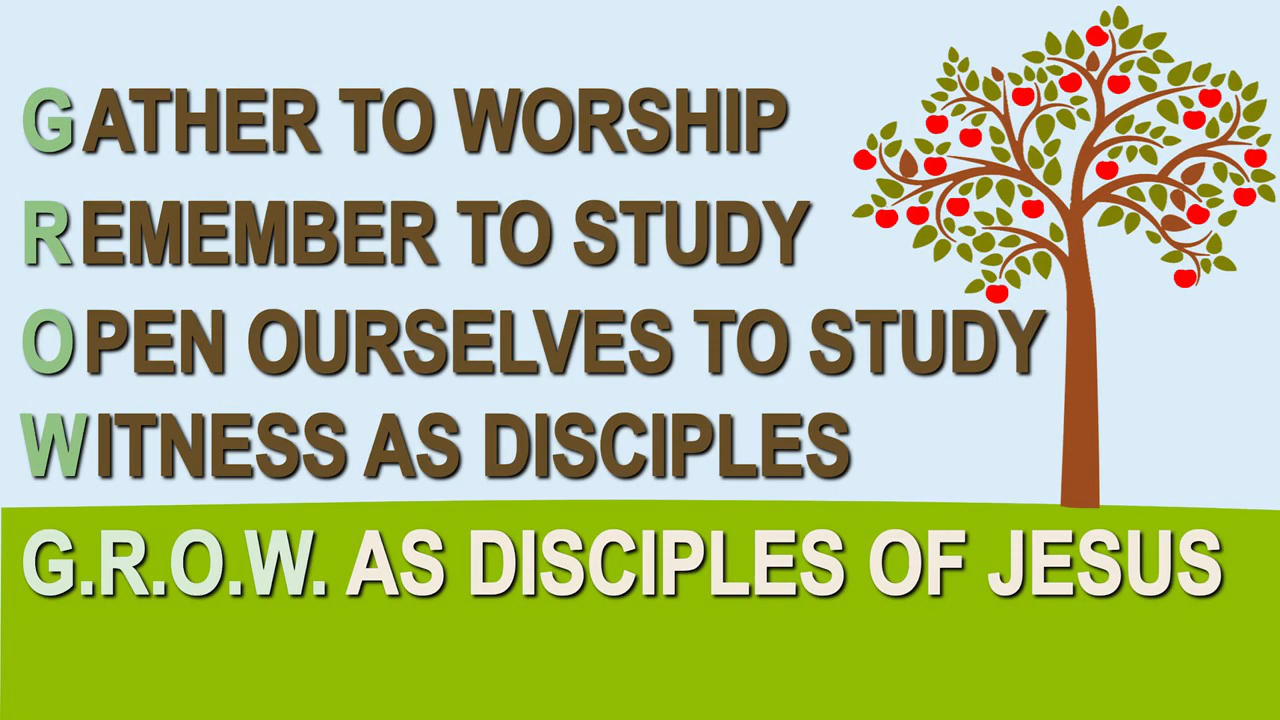 GATHER TO WORSHIP
REMEMBER TO STUDY
OPEN OURSELVES TO STUDY
WITNESS AS DISCIPLES
G.R.O.W. AS DISCIPLES OF JESUS